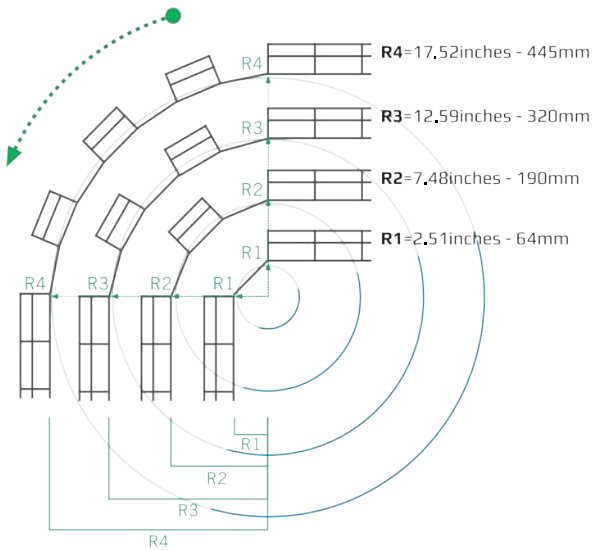 R4
R4=17.52inches - 445mm
R3
R3=12.59inches - 320mm
R2
R2=7.48inches - 190mm
R1
R1=2.51inches - 64mm
R4 R3 R2 R1
R1
R2
R3
R4